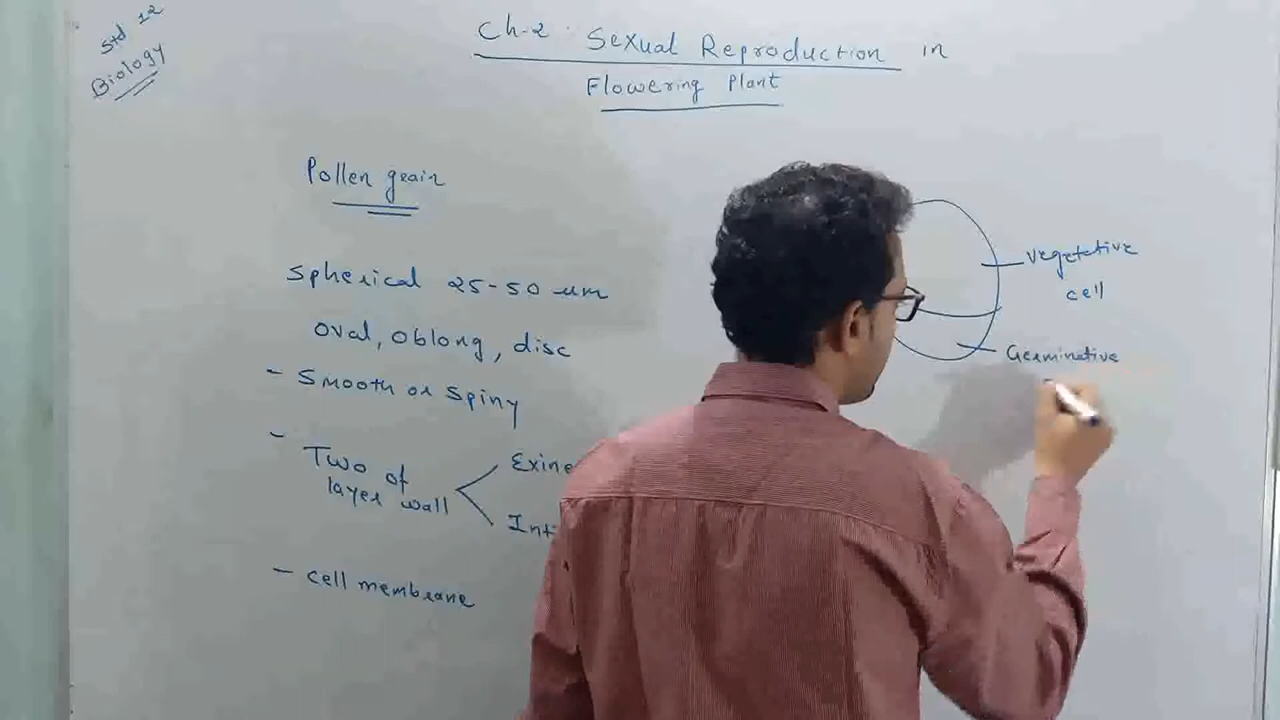 Std 12
Biology
Ch-2 Sexual Reproduction in
Flowering Plant
Pollen grain
Spherical 25-50 um
oval, oblong, disc
- Smooth or Spiny
- Two of
layer wall
Exine
Int
- cell membrane
vegetative
cell
Germinative